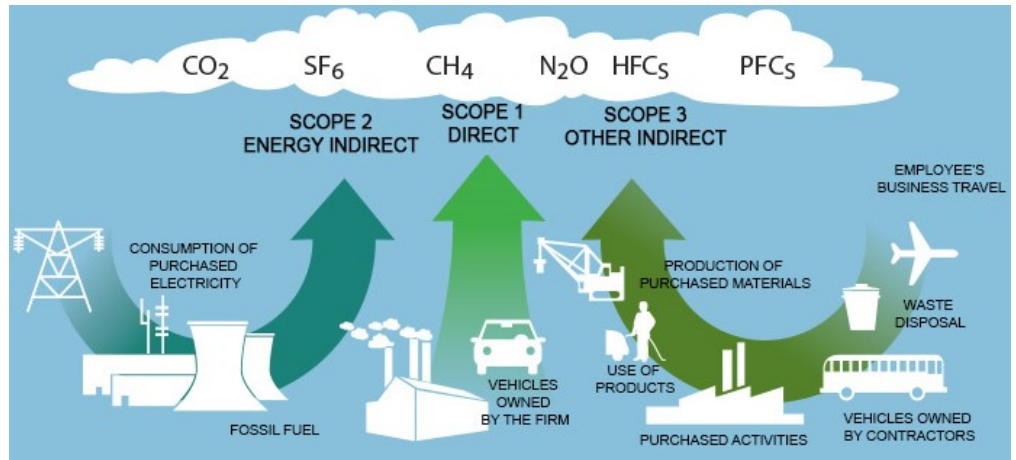 CO2 SF6 CH4 N2O HFCS PFCS
SCOPE 2
ENERGY INDIRECT
SCOPE 1
DIRECT
SCOPE 3
OTHER INDIRECT
EMPLOYEE'S
BUSINESS TRAVEL
CONSUMPTION OF
PURCHASED
ELECTRICITY
PRODUCTION OF
PURCHASED MATERIALS
WASTE
DISPOSAL
FOSSIL FUEL
VEHICLES
OWNED
BY THE FIRM
USE OF
PRODUCTS
PURCHASED ACTIVITIES
VEHICLES OWNED
BY CONTRACTORS